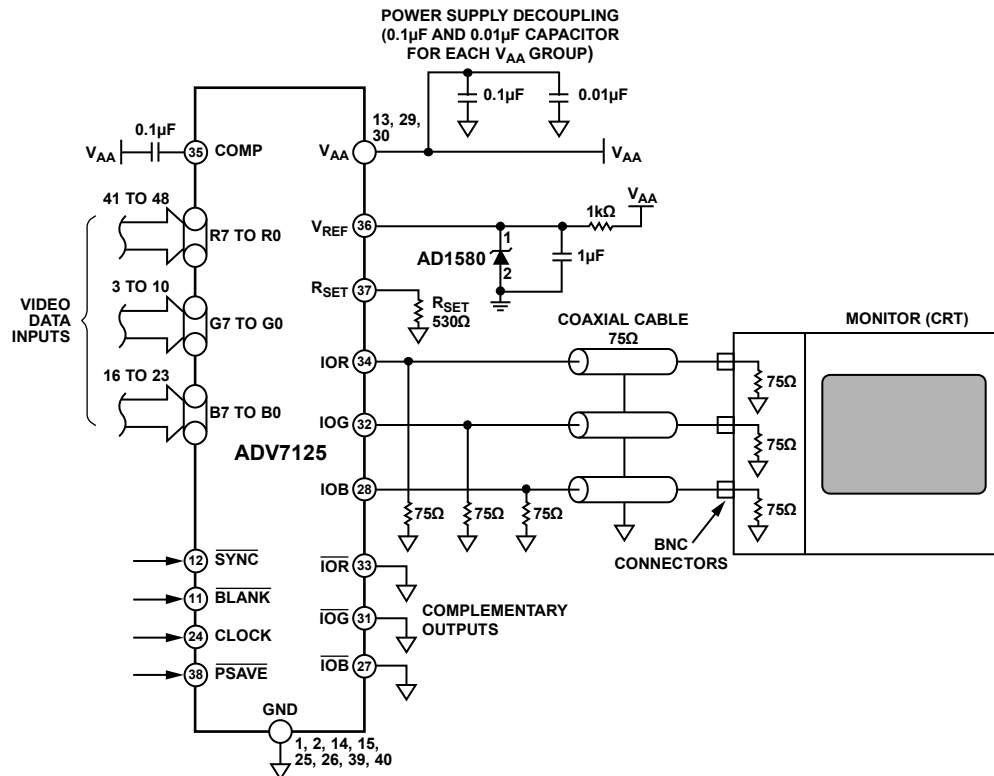 POWER SUPPLY DECOUPLING
(0.1µF AND 0.01µF CAPACITOR
FOR EACH VAA GROUP)
0.1µF
0.01µF
13, 29,
30
VAA
VAA
0.1µF
VAA
35
COMP
41 TO 48
R7 TO R0
VREF
36
VAA
1kΩ
1
AD1580
2
1µF
3 TO 10
G7 TO G0
VIDEO
DATA
INPUTS
RSET
37
RSET
530Ω
COAXIAL CABLE
75Ω
MONITOR (CRT)
IOR
34
75Ω
16 TO 23
B7 TO B0
IOG
32
75Ω
ADV7125
IOB
28
75Ω
75Ω
75Ω
75Ω
BNC
CONNECTORS
12
SYNC
IOR
33
11
BLANK
IOG
31
COMPLEMENTARY
OUTPUTS
24
CLOCK
38
PSAVE
IOB
27
GND
1, 2, 14, 15,
25, 26, 39, 40